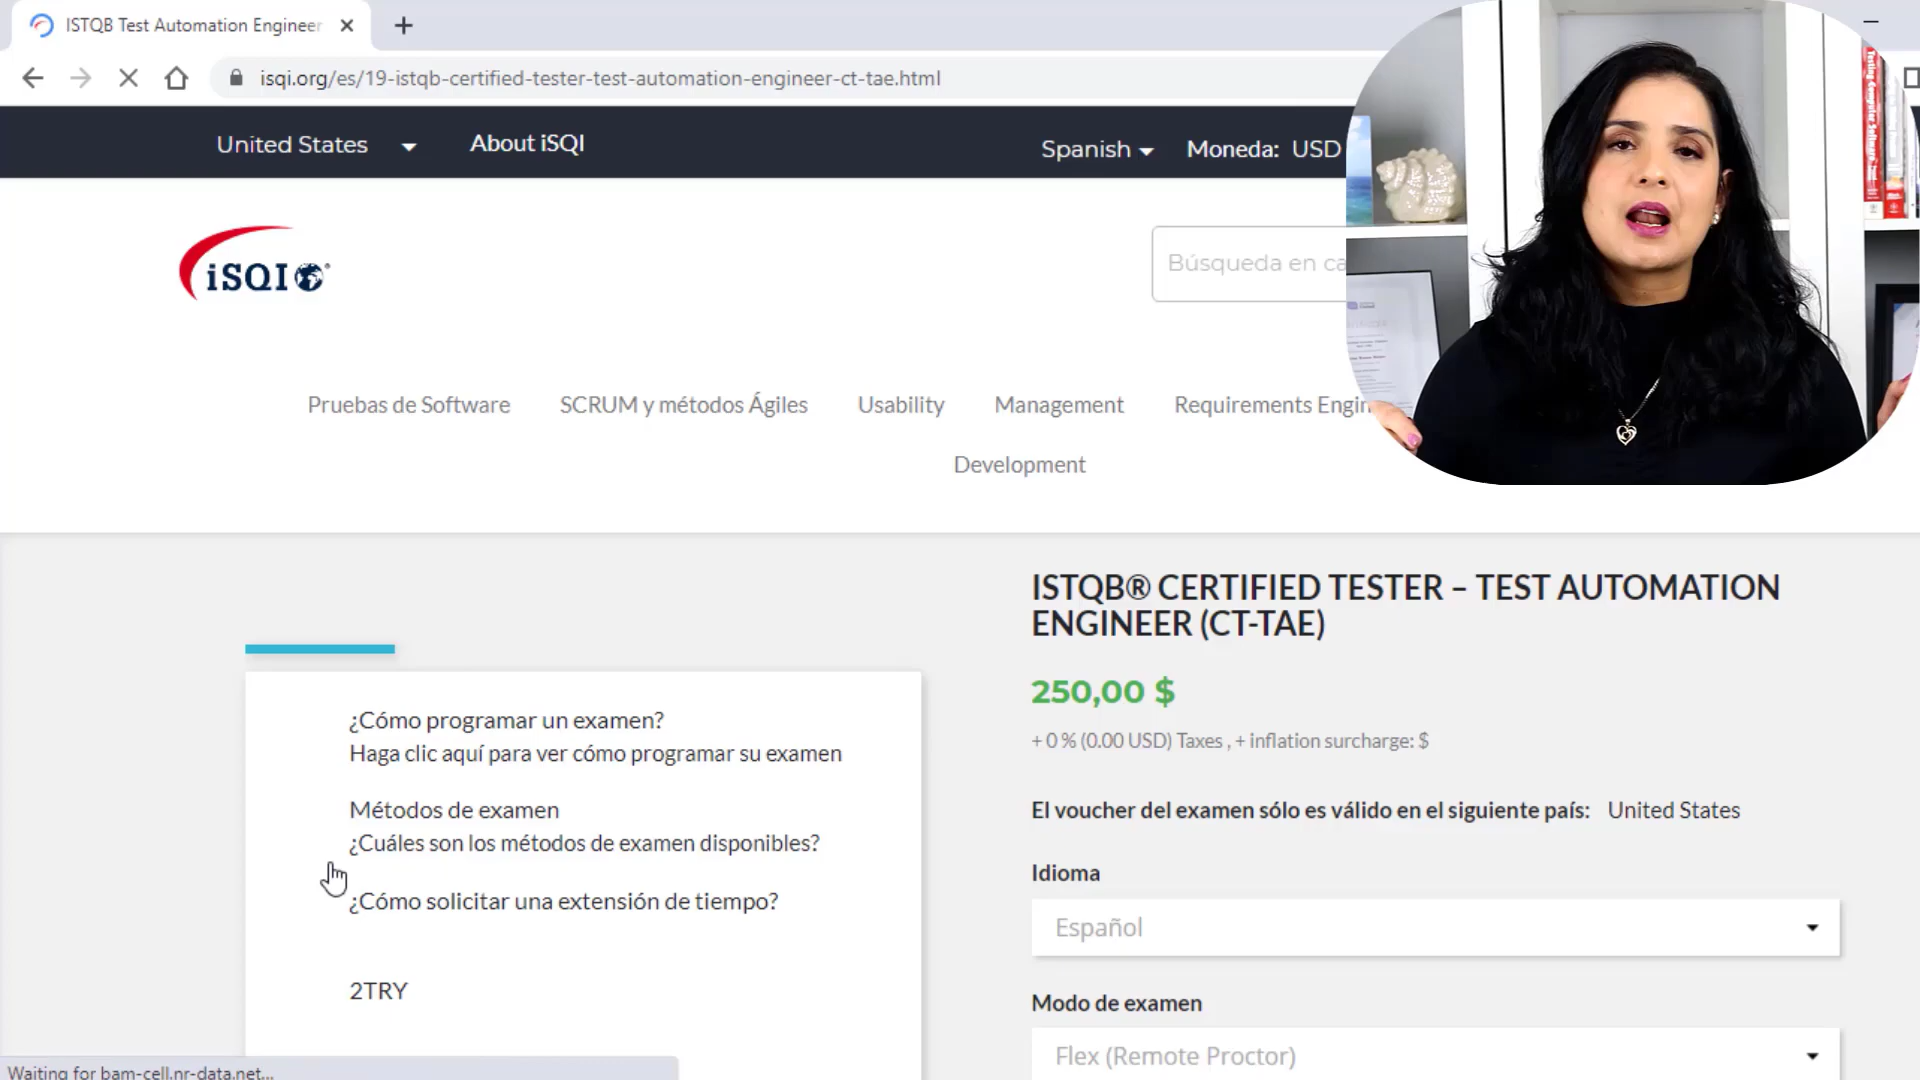 ISTQB Test Automation Engineer
isqi.org/es/19-istqb-certified-tester-test-automation-engineer-ct-tae.html
United States
About iSQI
Spanish
Moneda: USD
iSQI
Búsqueda en ca
Testing Computer Software
Pruebas de Software
SCRUM y métodos Ágiles
Usability
Management
Requirements Engin
Development
ISTQB® CERTIFIED TESTER – TEST AUTOMATION
ENGINEER (CT-TAE)
250,00 $
+ 0 % (0.00 USD) Taxes , + inflation surcharge: $
El voucher del examen sólo es válido en el siguiente país: United States
Idioma
Español
Modo de examen
Flex (Remote Proctor)
¿Cómo programar un examen?
Haga clic aquí para ver cómo programar su examen
Métodos de examen
¿Cuáles son los métodos de examen disponibles?
¿Cómo solicitar una extensión de tiempo?
2TRY
Waiting for bam-cell.nr-data.net...